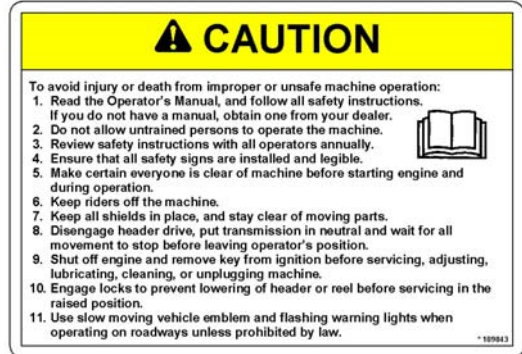 CAUTION
To avoid injury or death from improper or unsafe machine operation:
1. Read the Operator's Manual, and follow all safety instructions.
If you do not have a manual, obtain one from your dealer.
2. Do not allow untrained persons to operate the machine.
3. Review safety instructions with all operators annually.
4. Ensure that all safety signs are installed and legible.
5. Make certain everyone is clear of machine before starting engine and
during operation.
6. Keep riders off the machine.
7. Keep all shields in place, and stay clear of moving parts.
8. Disengage header drive, put transmission in neutral and wait for all
movement to stop before leaving operator's position.
9. Shut off engine and remove key from ignition before servicing, adjusting,
lubricating, cleaning, or unplugging machine.
10. Engage locks to prevent lowering of header or reel before servicing in the
raised position.
11. Use slow moving vehicle emblem and flashing warning lights when
operating on roadways unless prohibited by law.
* 109843